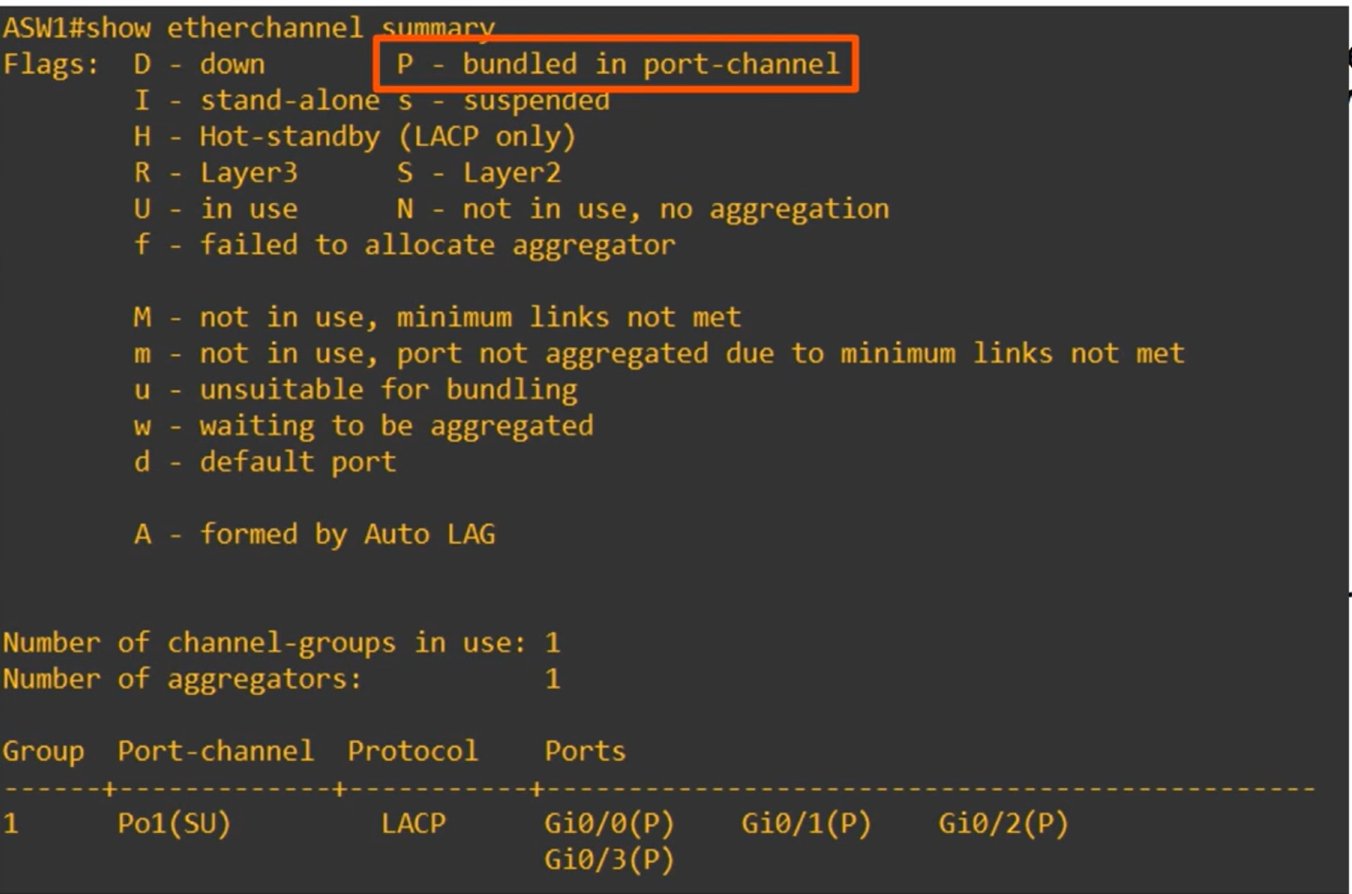 ASW1#show etherchannel summary
Flags:  D - down        P - bundled in port-channel
        I - stand-alone s - suspended
        H - Hot-standby (LACP only)
        R - Layer3      S - Layer2
        U - in use      N - not in use, no aggregation
        f - failed to allocate aggregator
        M - not in use, minimum links not met
        m - not in use, port not aggregated due to minimum links not met
        u - unsuitable for bundling
        w - waiting to be aggregated
        d - default port
        A - formed by Auto LAG
Number of channel-groups in use: 1
Number of aggregators:           1
Group  Port-channel  Protocol    Ports
------+-------------+-----------+-----------------------------------------------
1      Po1(SU)         LACP      Gi0/0(P)    Gi0/1(P)    Gi0/2(P)
                                 Gi0/3(P)